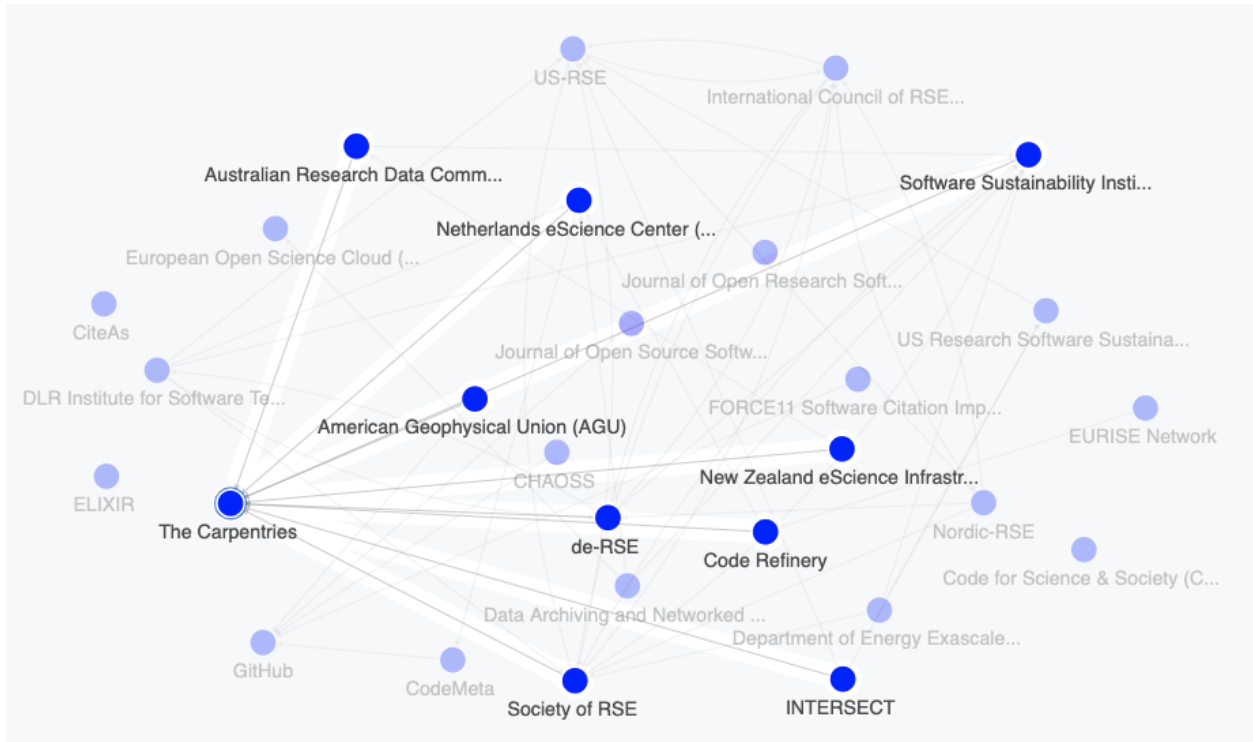 US-RSE
International Council of RSE...
Australian Research Data Comm...
Software Sustainability Insti...
Netherlands eScience Center (...
European Open Science Cloud (...
Journal of Open Research Soft...
CiteAs
US Research Software Sustaina...
Journal of Open Source Softw...
DLR Institute for Software Te...
FORCE11 Software Citation Imp...
American Geophysical Union (AGU)
EURISE Network
CHAOSS
New Zealand eScience Infrastr...
ELIXIR
The Carpentries
Nordic-RSE
de-RSE
Code Refinery
Code for Science & Society (C...
Data Archiving and Networked ...
Department of Energy Exascale...
GitHub
CodeMeta
Society of RSE
INTERSECT